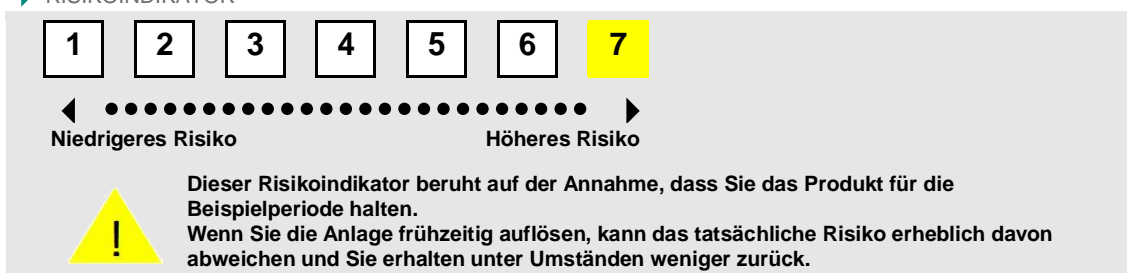 RISIKOINDIKATOR
1 2 3 4 5 6 7
Niedrigeres Risiko Höheres Risiko
!
Dieser Risikoindikator beruht auf der Annahme, dass Sie das Produkt für die
Beispielperiode halten.
Wenn Sie die Anlage frühzeitig auflösen, kann das tatsächliche Risiko erheblich davon
abweichen und Sie erhalten unter Umständen weniger zurück.